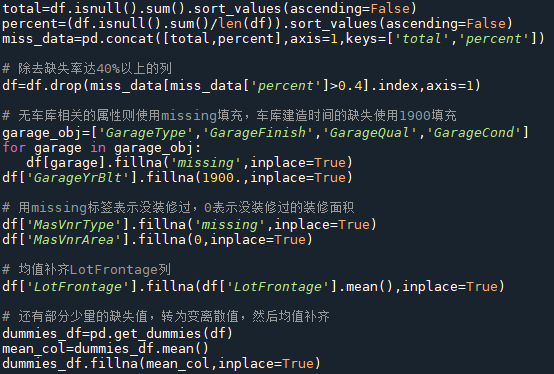 total=df.isnull().sum().sort_values(ascending=False)
percent=(df.isnull().sum()/len(df)).sort_values(ascending=False)
miss_data=pd.concat([total,percent],axis=1,keys=['total','percent'])
# 除去缺失率达40%以上的列
df=df.drop(miss_data[miss_data['percent']>0.4].index,axis=1)
# 无车库相关的属性则使用missing填充，车库建造时间的缺失使用1900填充
garage_obj=['GarageType','GarageFinish','GarageQual','GarageCond']
for garage in garage_obj:
    df[garage].fillna('missing',inplace=True)
df['GarageYrBlt'].fillna(1900.,inplace=True)
# 用missing标签表示没装修过，0表示没装修过的装修面积
df['MasVnrType'].fillna('missing',inplace=True)
df['MasVnrArea'].fillna(0,inplace=True)
# 均值补齐LotFrontage列
df['LotFrontage'].fillna(df['LotFrontage'].mean(),inplace=True)
# 还有部分少量的缺失值，转为变离散值，然后均值补齐
dummies_df=pd.get_dummies(df)
mean_col=dummies_df.mean()
dummies_df.fillna(mean_col,inplace=True)